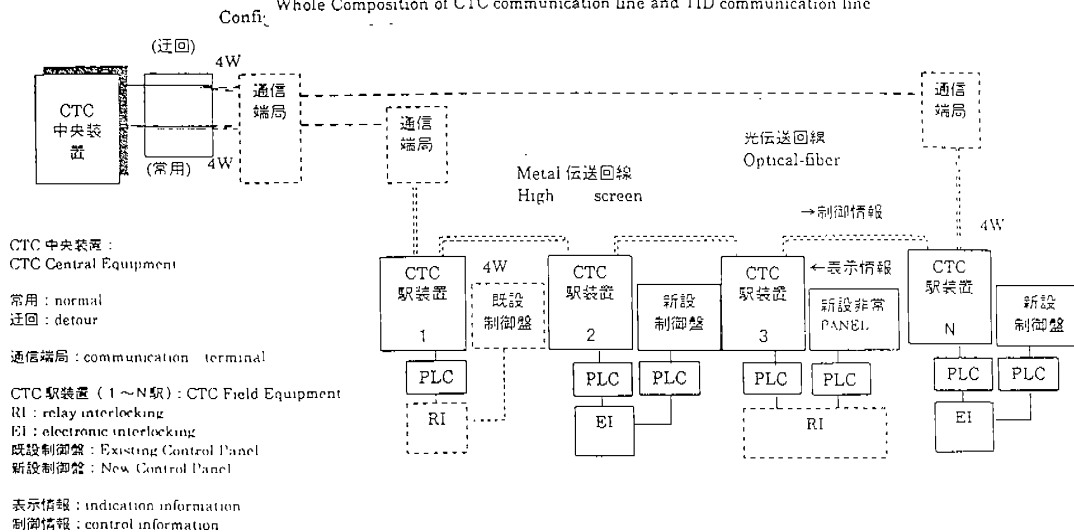 Whole Composition of CTC communication line and TID communication line
(迂回)
4W
CTC
中央装
置
通信
端局
通信
端局
通信
端局
(常用)
4W
Metal 伝送回線
High screen
光伝送回線
Optical-fiber
→制御情報
4W
CTC 中央装置:
CTC Central Equipment
常用:normal
迂回:detour
通信端局:communication terminal
CTC 駅装置(1~N駅):CTC Field Equipment
RI:relay interlocking
EI:electronic interlocking
既設制御盤:Existing Control Panel
新設制御盤:New Control Panel
表示情報:indication information
制御情報:control information
CTC
駅装置
1
4W
既設
制御盤
CTC
駅装置
2
新設
制御盤
CTC
駅装置
3
←表示情報
新設非常
PANEL
CTC
駅装置
N
新設
制御盤
PLC
PLC
PLC
PLC
PLC
PLC
PLC
RI
EI
RI
EI